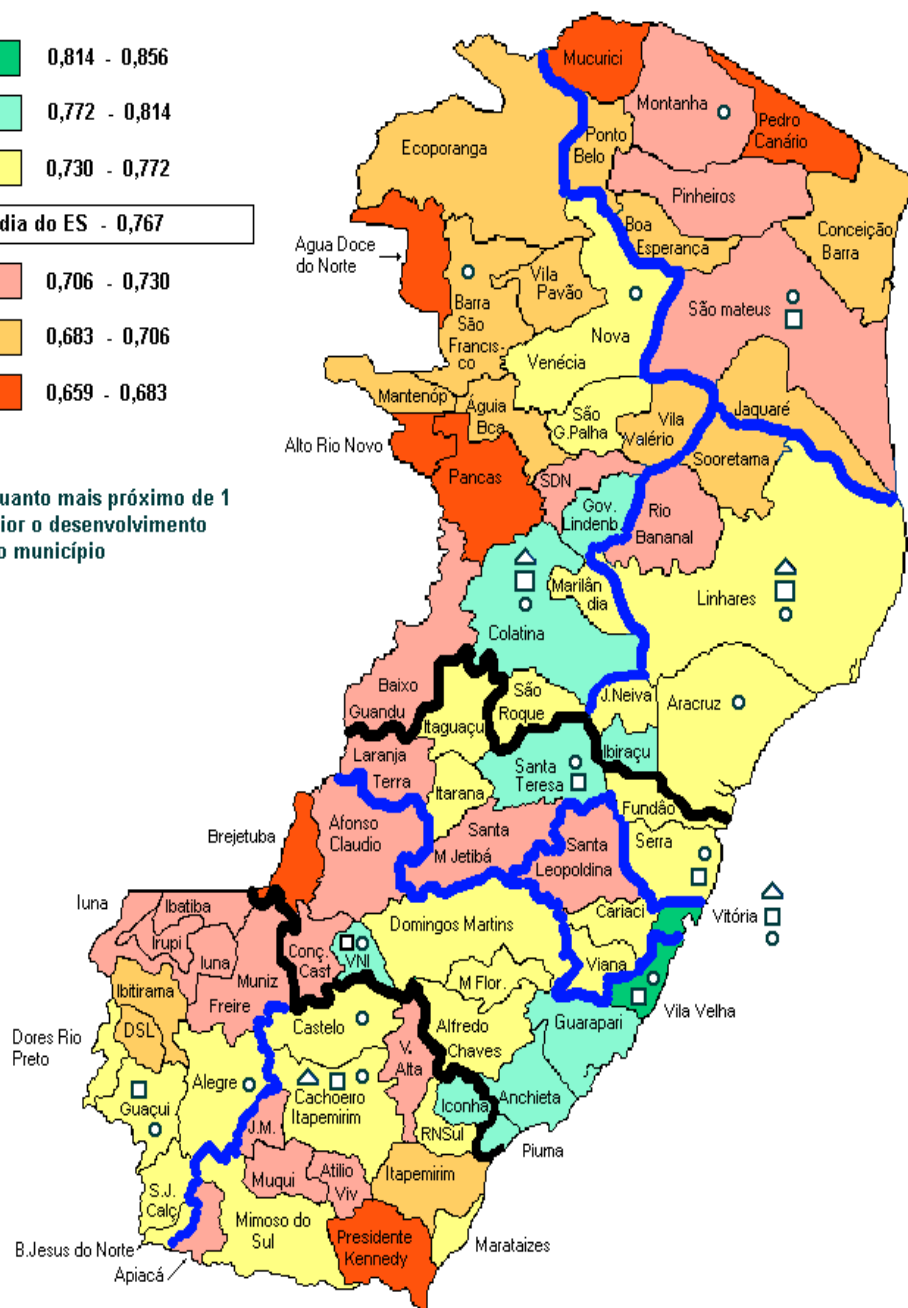 0,814 - 0,856
0,772 - 0,814
0,730 - 0,772
dia do ES - 0,767
0,706 - 0,730
0,683 - 0,706
0,659 - 0,683
uanto mais próximo de 1
ior o desenvolvimento
o município
Mucurici
Montanha
Pedro
Canário
Ponto
Belo
Ecoporanga
Pinheiros
Conceição
Barra
Boa
Esperança
Agua Doce
do Norte
Vila
Pavão
Barra
São
Francis-
co
São mateus
Nova
Venécia
Mantenóp
Águia
Bca
São
G.Palha
Vila
Valério
Jaquaré
Sooretama
Alto Rio Novo
Pancas
SDN
Gov.
Lindenb
Rio
Bananal
Marilân
dia
Linhares
Colatina
Baixo
Guandu
São
Roque
J.Neiva
Aracruz
Itaguaçu
Ibiraçu
Laranja
Terra
Santa
Teresa
Itarana
Fundão
Brejetuba
Afonso
Claudio
Santa
M Jetibá
Santa
Leopoldina
Serra
Iuna
Ibatiba
Irupi
Iuna
Muniz
Freire
Conç.
Cast
VNI
Domingos Martins
Cariaci
Viana
Vitória
Vila Velha
M Flor.
Ibitirama
DSL
Dores Rio
Preto
Castelo
V.
Alta
Alfredo
Chaves
Guarapari
Alegre
Guaçui
Cachoeiro
Itapemirim
Iconha
Anchieta
RNSul
Piuma
J.M.
Muqui
Atilio
Viv
Itapemirim
S.J.
Calç
Mimoso do
Sul
Presidente
Kennedy
Marataizes
B.Jesus do Norte
Apiacá